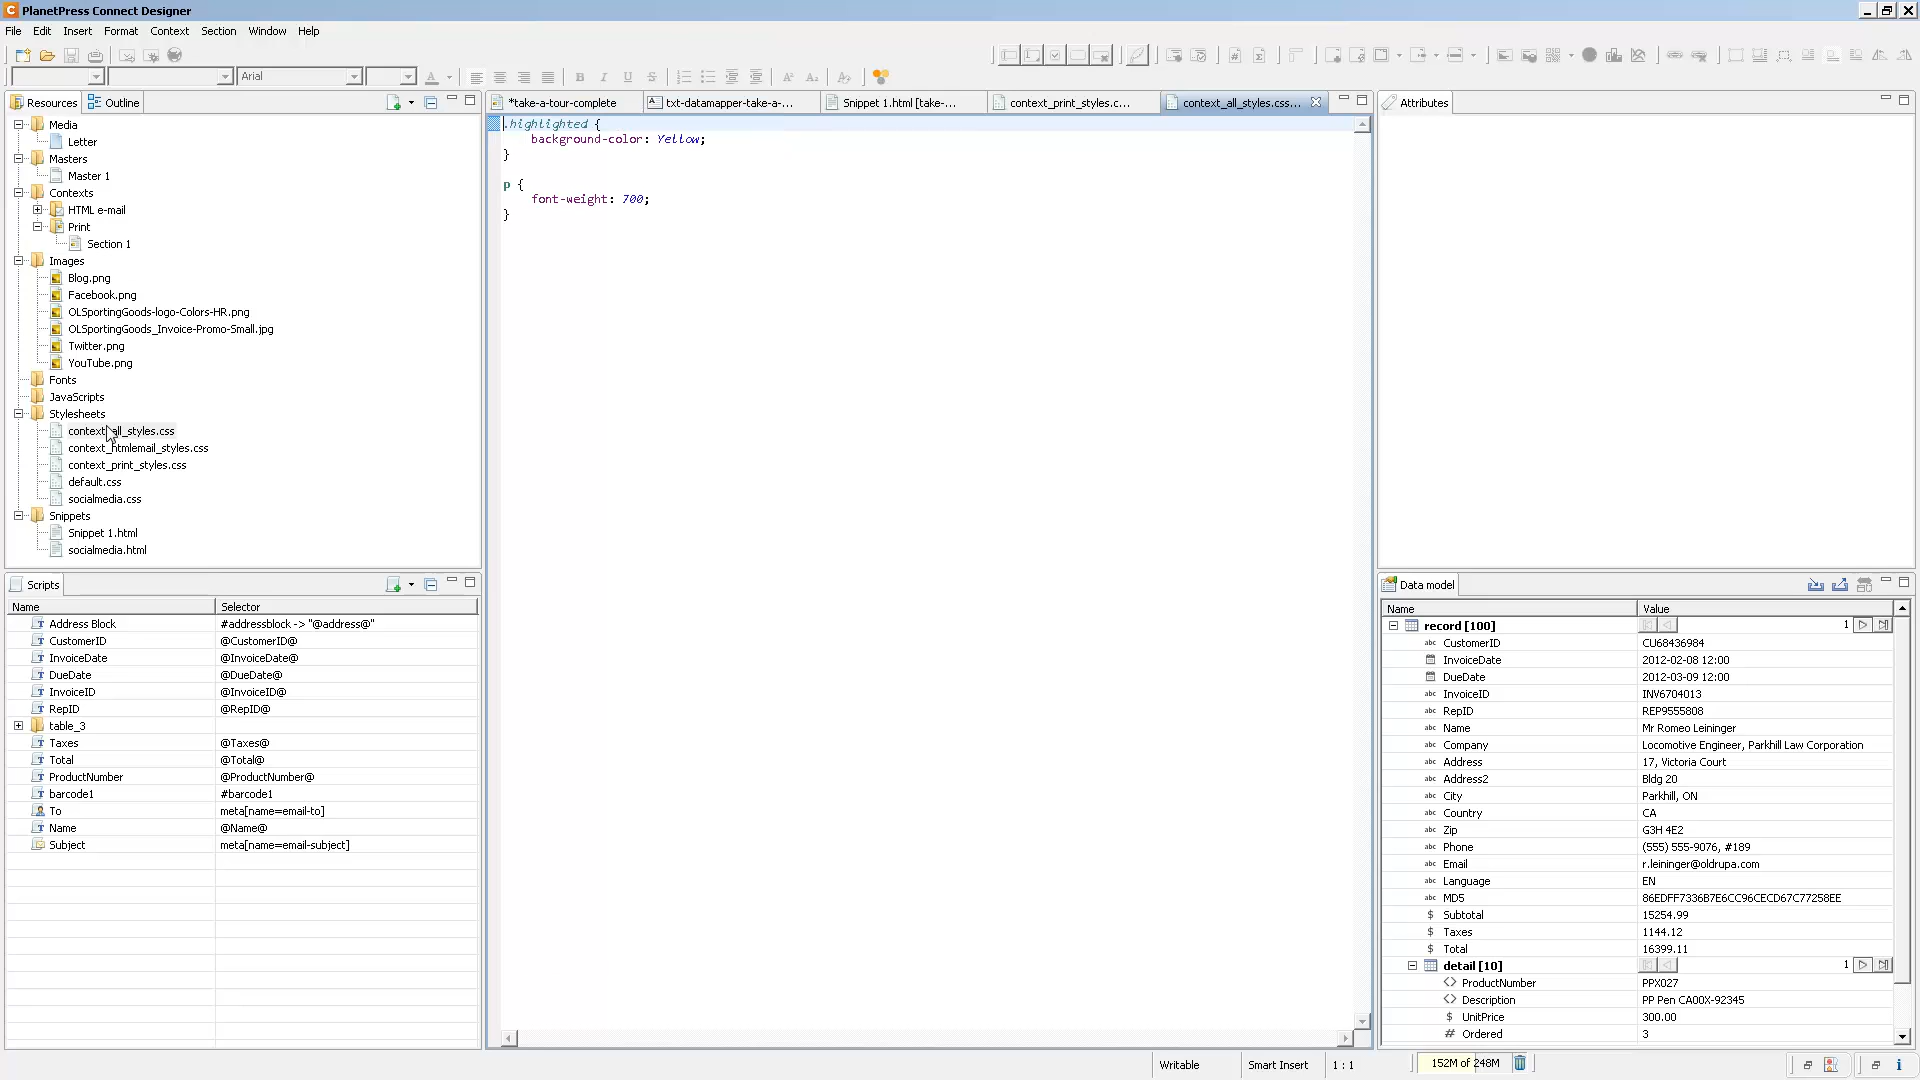 PlanetPress Connect Designer
File Edit Insert Format Context Section Window Help
Arial
Resources
Outline
*take-a-tour-complete
txt-datamapper-take-a-...
Snippet 1.html [take-...
context_print_styles.c...
context_all_styles.css...
Attributes
Media
Letter
Masters
Master 1
Contexts
HTML e-mail
Print
Section 1
Images
Blog.png
Facebook.png
OLSportingGoods-logo-Colors-HR.png
OLSportingGoods_Invoice-Promo-Small.jpg
Twitter.png
YouTube.png
Fonts
JavaScripts
Stylesheets
context_all_styles.css
context_htmlemail_styles.css
context_print_styles.css
default.css
socialmedia.css
Snippets
Snippet 1.html
socialmedia.html
.highlighted {
background-color: Yellow;
}
p {
font-weight: 700;
}
Scripts
Name Selector
Address Block #addressblock -> "@address@"
CustomerID @CustomerID@
InvoiceDate @InvoiceDate@
DueDate @DueDate@
InvoiceID @InvoiceID@
RepID @RepID@
table_3
Taxes @Taxes@
Total @Total@
ProductNumber @ProductNumber@
barcode1 #barcode1
To meta[name=email-to]
Name @Name@
Subject meta[name=email-subject]
Data model
Name Value
record [100] 1
CustomerID CU68436984
InvoiceDate 2012-02-08 12:00
DueDate 2012-03-09 12:00
InvoiceID INV6704013
RepID REP9555808
Name Mr Romeo Leininger
Company Locomotive Engineer, Parkhill Law Corporation
Address 17, Victoria Court
Address2 Bldg 20
City Parkhill, ON
Country CA
Zip G3H 4E2
Phone (555) 555-9076, #189
Email r.leininger@oldrupa.com
Language EN
MD5 86EDFF7336B7E6CC96CECD67C77258EE
Subtotal 15254.99
Taxes 1144.12
Total 16399.11
detail [10] 1
ProductNumber PPX027
Description PP Pen CA00X-92345
UnitPrice 300.00
Ordered 3
Writable Smart Insert 1 : 1 152M of 248M